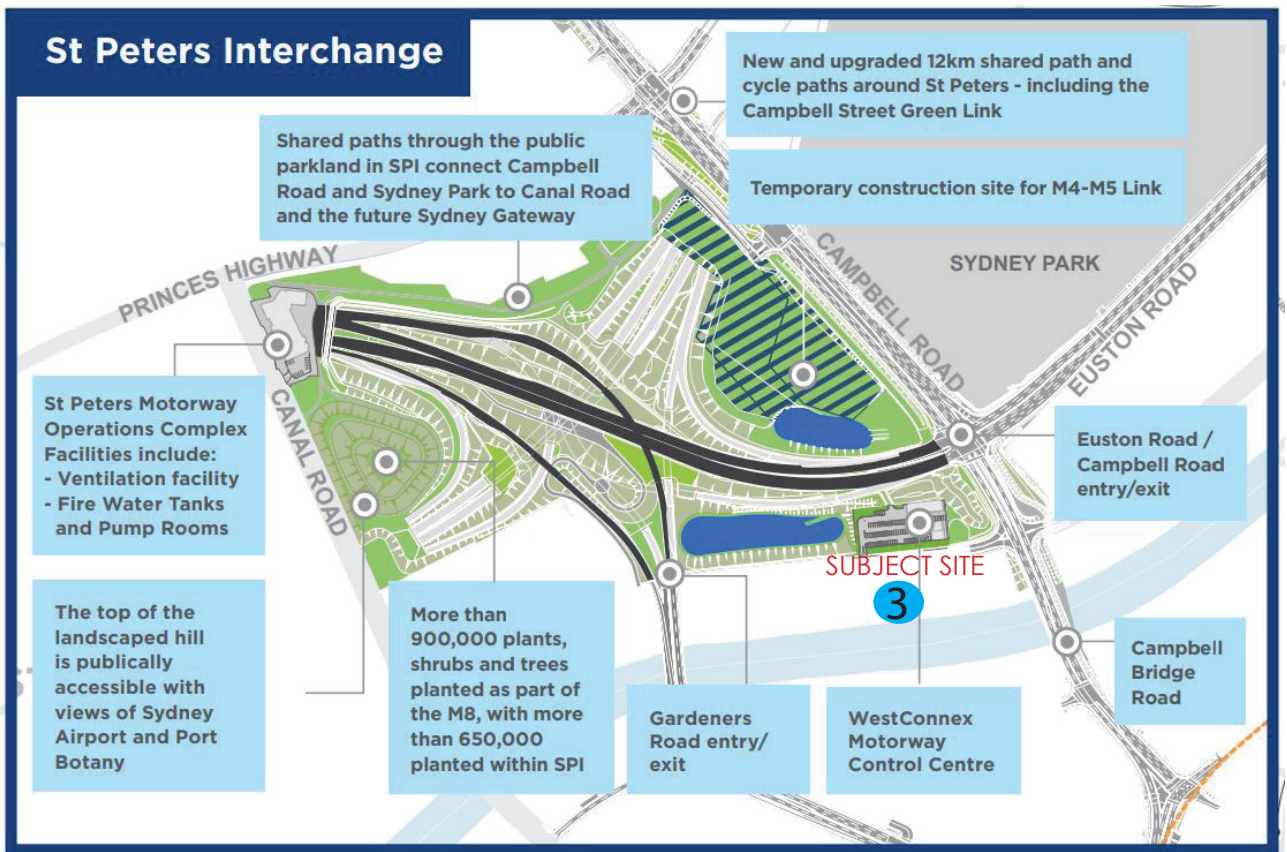 St Peters Interchange
New and upgraded 12km shared path and
cycle paths around St Peters - including the
Campbell Street Green Link
Shared paths through the public
parkland in SPI connect Campbell
Road and Sydney Park to Canal Road
and the future Sydney Gateway
Temporary construction site for M4-M5 Link
PRINCES HIGHWAY
CAMPBELL ROAD
SYDNEY PARK
EUSTON ROAD
CANAL ROAD
St Peters Motorway
Operations Complex
Facilities include:
- Ventilation facility
- Fire Water Tanks
and Pump Rooms
Euston Road /
Campbell Road
entry/exit
SUBJECT SITE
3
The top of the
landscaped hill
is publically
accessible with
views of Sydney
Airport and Port
Botany
More than
900,000 plants,
shrubs and trees
planted as part of
the M8, with more
than 650,000
planted within SPI
Gardeners
Road entry/
exit
WestConnex
Motorway
Control Centre
Campbell
Bridge
Road